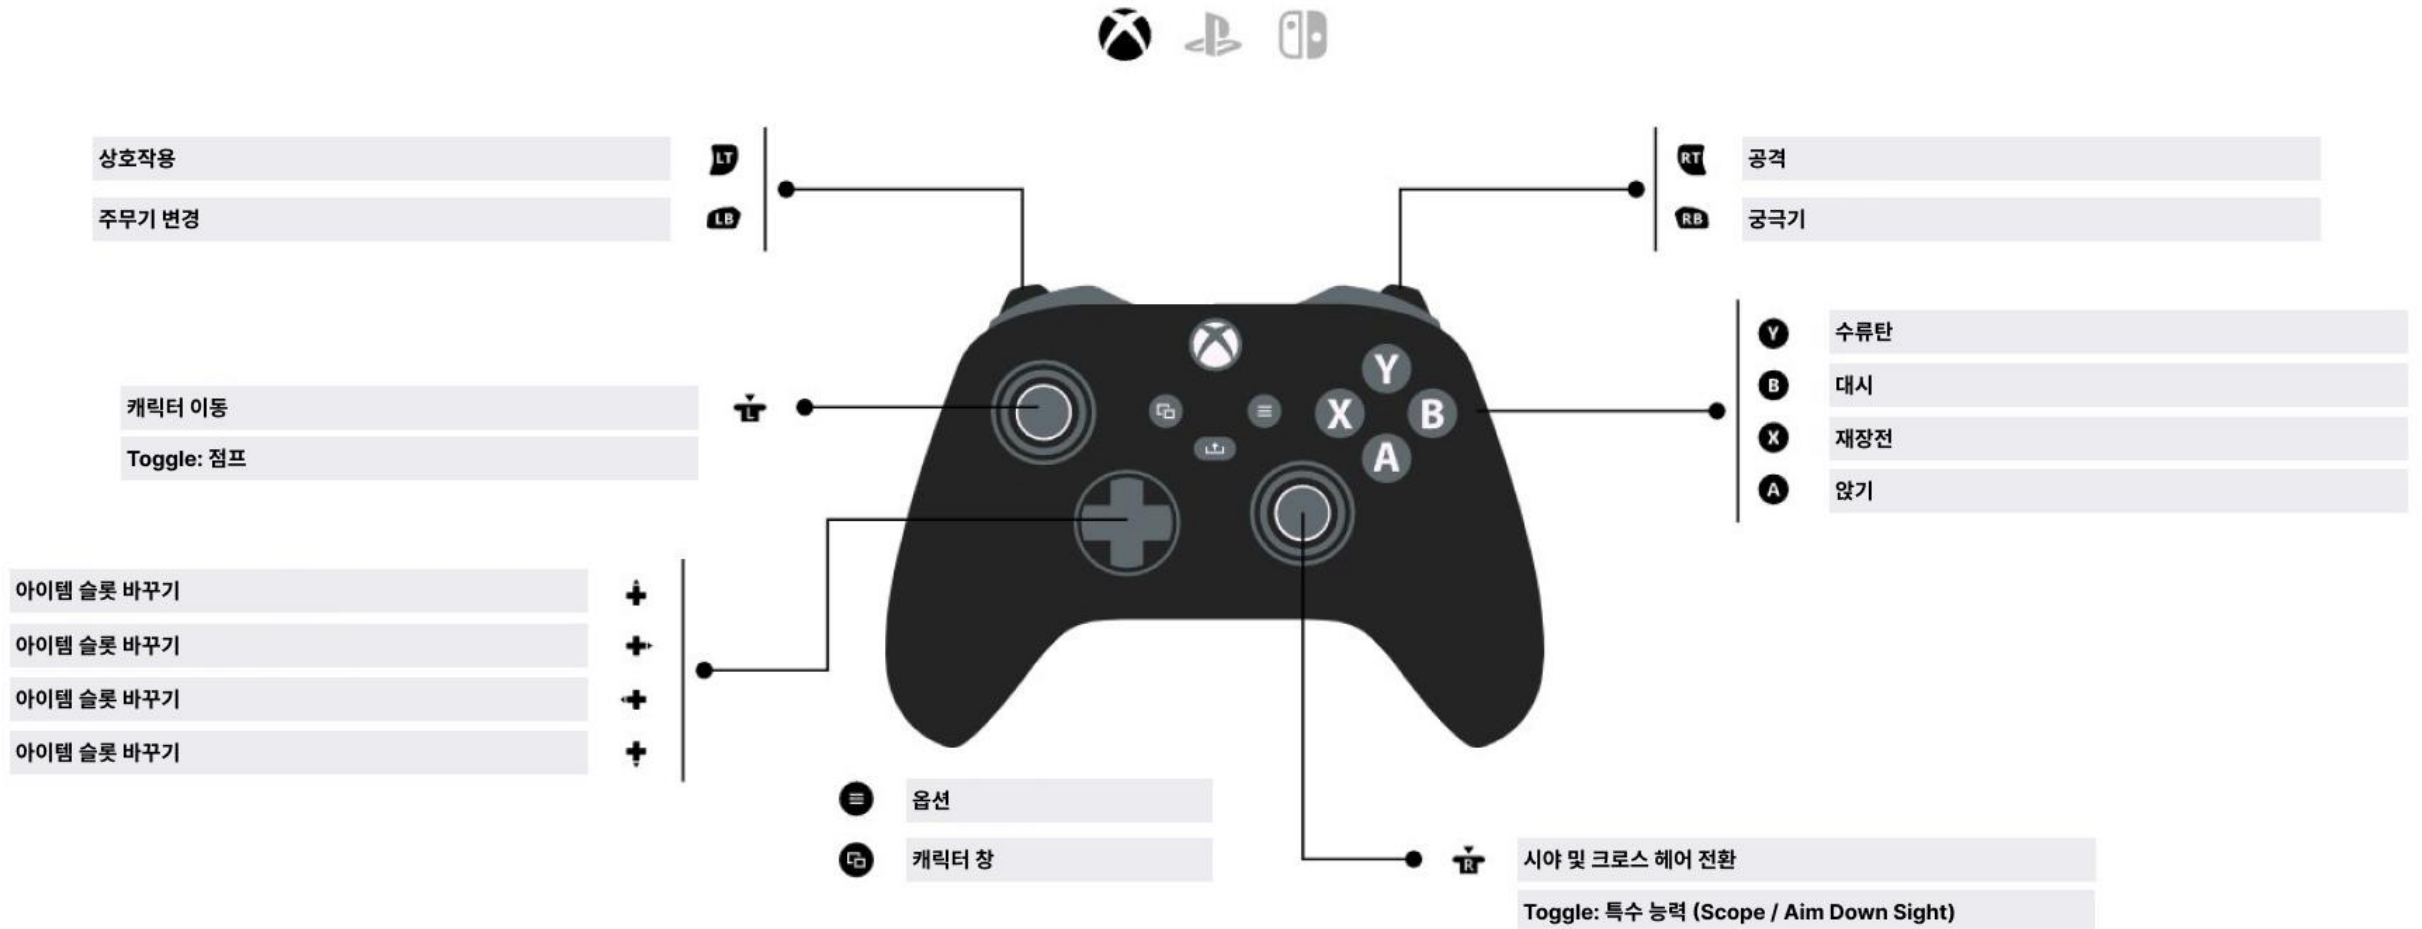 상호작용 LT
주무기 변경 LB
RT 공격
RB 궁극기
Y 수류탄
B 대시
X 재장전
A 앉기
Y
X B
A
캐릭터 이동 L
Toggle: 점프
아이템 슬롯 바꾸기
아이템 슬롯 바꾸기
아이템 슬롯 바꾸기
아이템 슬롯 바꾸기
옵션
캐릭터 창
R 시야 및 크로스 헤어 전환
Toggle: 특수 능력 (Scope / Aim Down Sight)